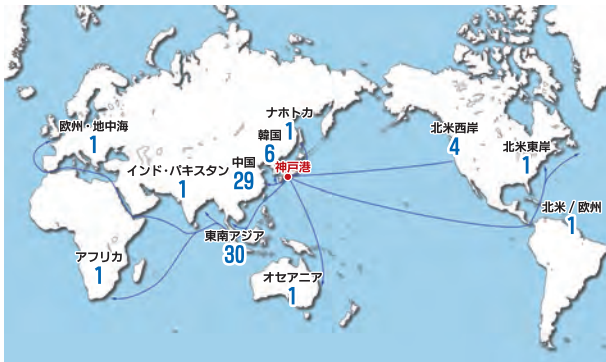 ナホトカ
1
欧州・地中海
1
韓国
6
北米西岸
4
北米東岸
1
中国
29
神戸港
インド・パキスタン
1
北米 / 欧州
1
東南アジア
30
アフリカ
1
オセアニア
1